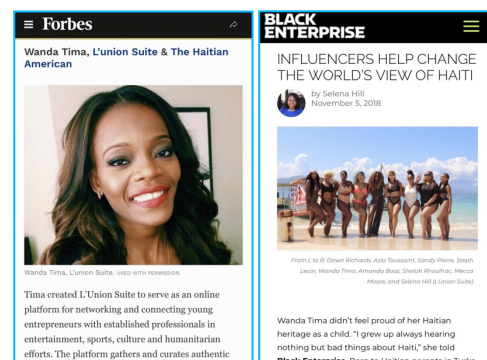 Forbes
Wanda Tima, L'union Suite & The Haitian
American
Wanda Tima, L'union Suite. USED WITH PERMISSION.
Tima created L'Union Suite to serve as an online
platform for networking and connecting young
entrepreneurs with established professionals in
entertainment, sports, culture and humanitarian
efforts. The platform gathers and curates authentic
BLACK
ENTERPRISE
INFLUENCERS HELP CHANGE
THE WORLD'S VIEW OF HAITI
by Selena Hill
November 5, 2018
From L to R: Dawn Richards, Azia Toussaint, Sandy Pierre, Steph
Lecor, Wanda Tima, Amanda Bossa, Shelah Rhoulhac, Mecca
Moore, and Selena Hill (L'union Suite)
Wanda Tima didn't feel proud of her Haitian
heritage as a child. "I grew up always hearing
nothing but bad things about Haiti," she told